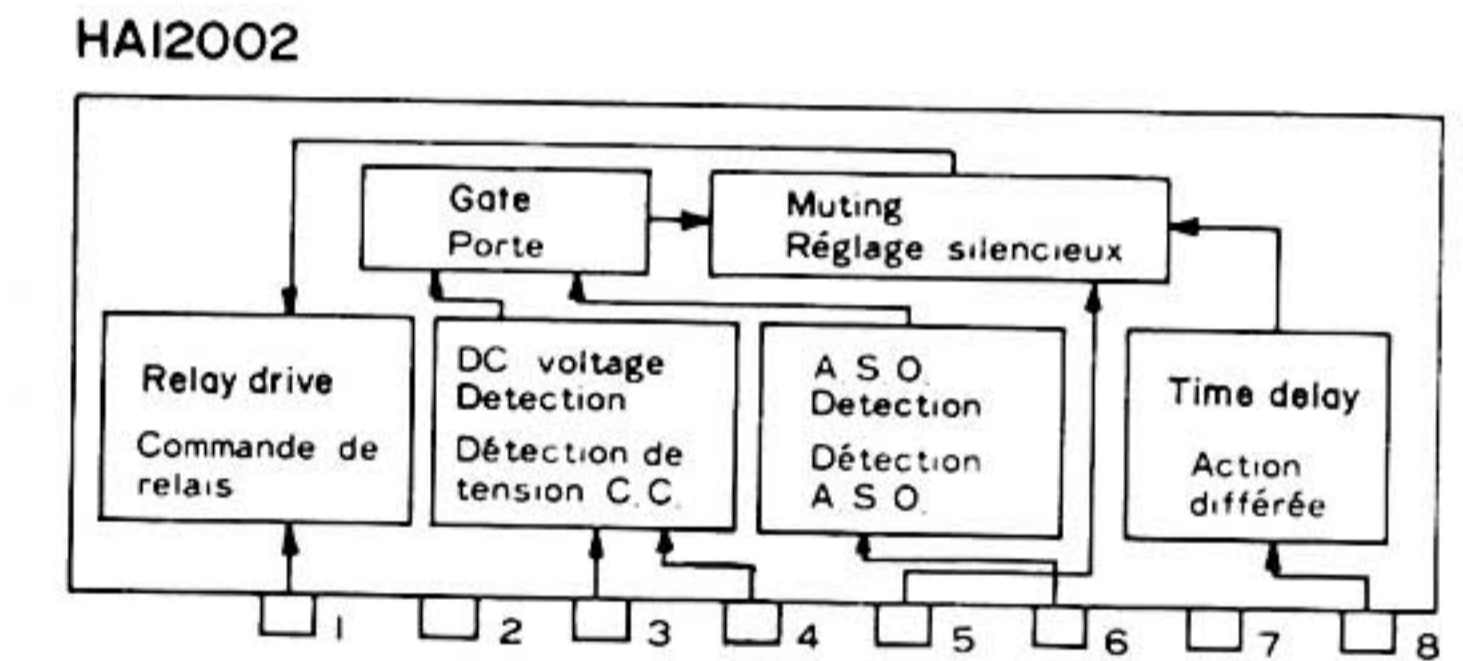 HA12002
Gate
Porte
Muting
Réglage silencieux
Relay drive
Commande de
relais
DC voltage
Detection
Détection de
tension C.C.
A.S.O.
Detection
Détection
A.S.O.
Time delay
Action
différée
1
2
3
4
5
6
7
8